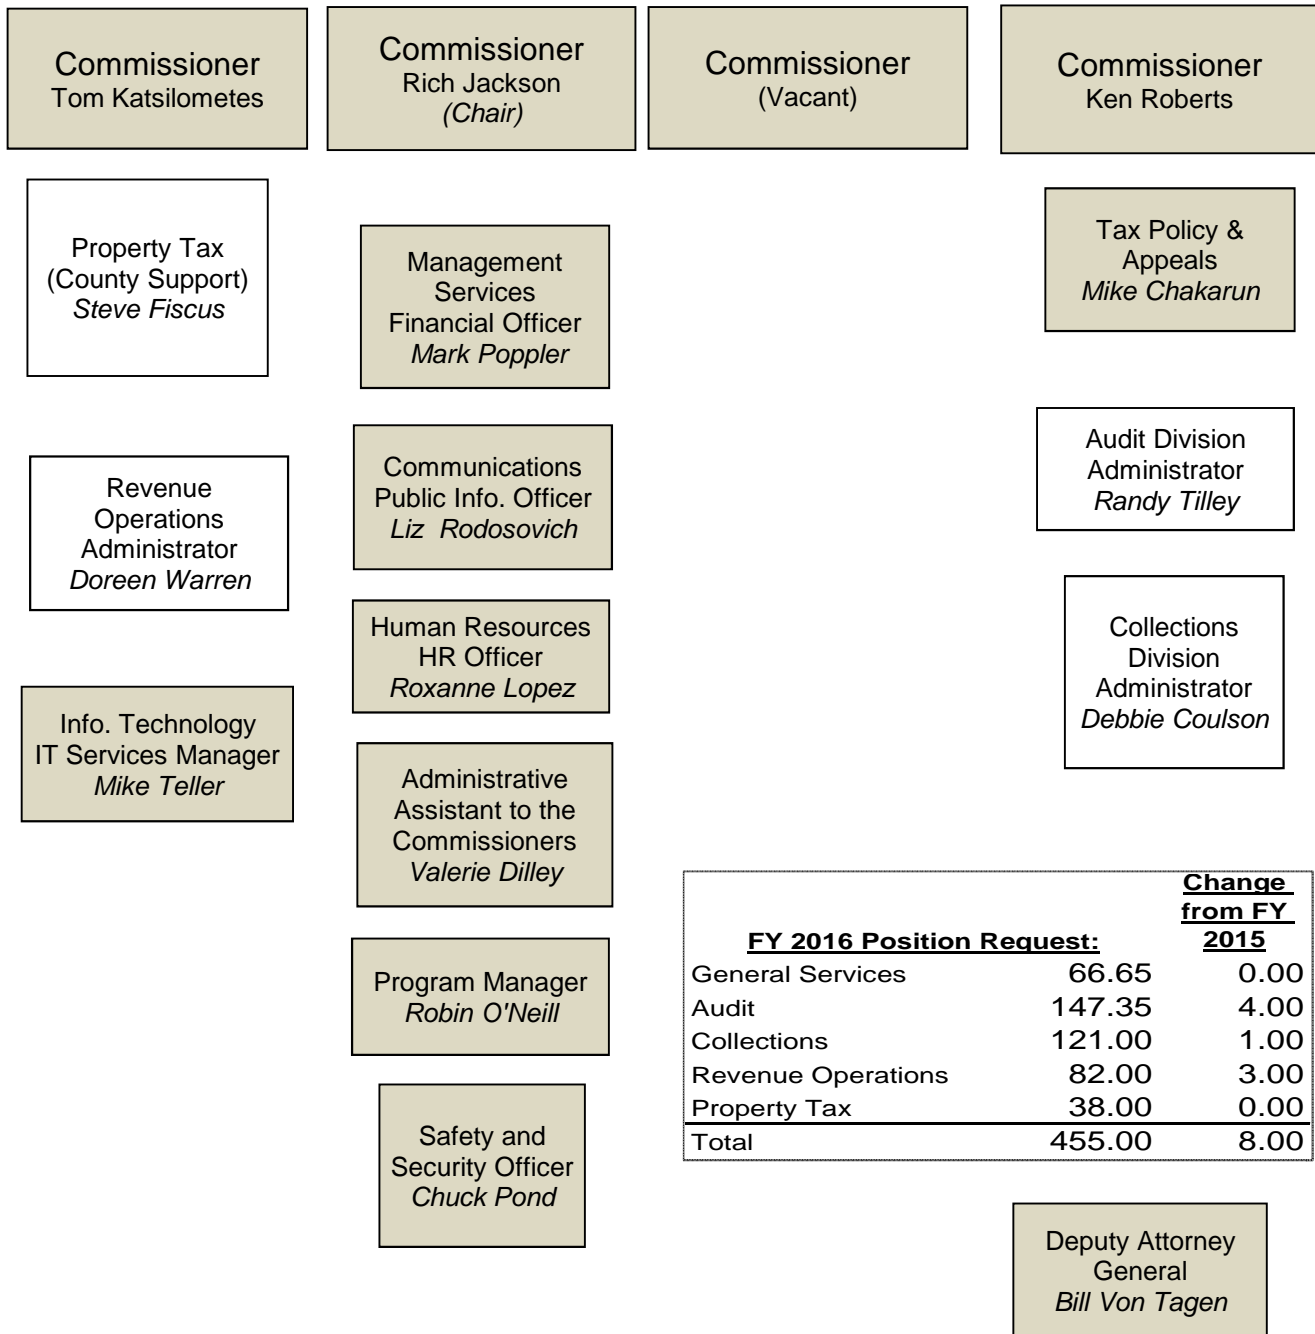 Commissioner
Tom Katsilometes
Commissioner
Rich Jackson
(Chair)
Commissioner
(Vacant)
Commissioner
Ken Roberts
Property Tax
(County Support)
Steve Fiscus
Revenue
Operations
Administrator
Doreen Warren
Info. Technology
IT Services Manager
Mike Teller
Management
Services
Financial Officer
Mark Poppler
Communications
Public Info. Officer
Liz Rodosovich
Human Resources
HR Officer
Roxanne Lopez
Administrative
Assistant to the
Commissioners
Valerie Dilley
Program Manager
Robin O'Neill
Safety and
Security Officer
Chuck Pond
Tax Policy &
Appeals
Mike Chakarun
Audit Division
Administrator
Randy Tilley
Collections
Division
Administrator
Debbie Coulson
Change
from FY
FY 2016 Position Request: 2015
General Services 66.65 0.00
Audit 147.35 4.00
Collections 121.00 1.00
Revenue Operations 82.00 3.00
Property Tax 38.00 0.00
Total 455.00 8.00
Deputy Attorney
General
Bill Von Tagen